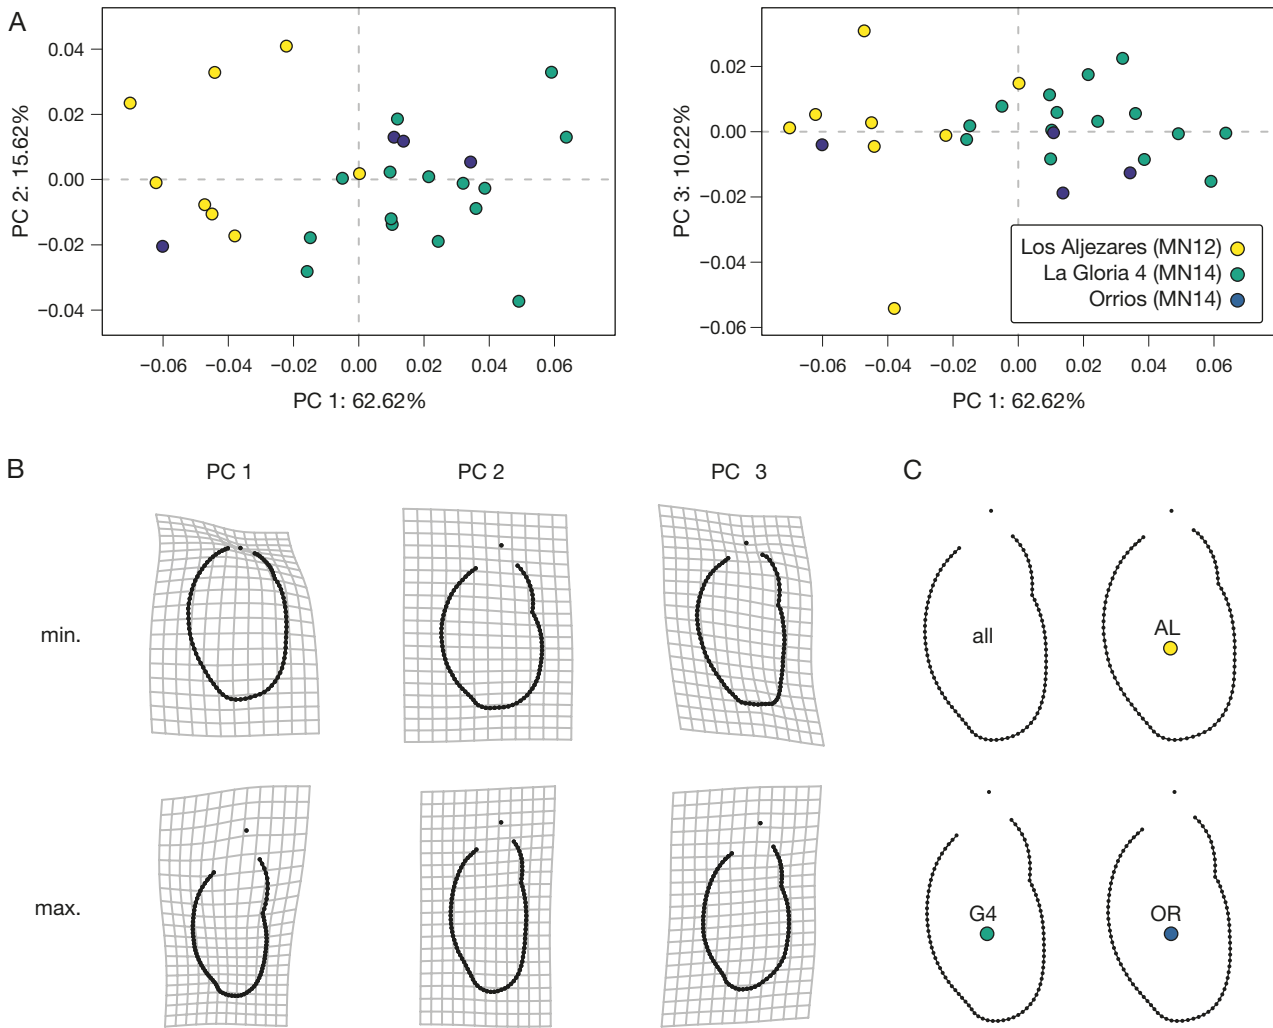 A
PC 2: 15.62%
0.04
0.02
0.00
−0.02
−0.04
−0.06 −0.04 −0.02 0.00 0.02 0.04 0.06
PC 1: 62.62%
PC 3: 10.22%
0.02
0.00
−0.02
−0.04
−0.06
Los Aljezares (MN12)
La Gloria 4 (MN14)
Orrios (MN14)
−0.06 −0.04 −0.02 0.00 0.02 0.04 0.06
PC 1: 62.62%
B
PC 1 PC 2 PC 3
min.
max.
C
all
AL
G4
OR